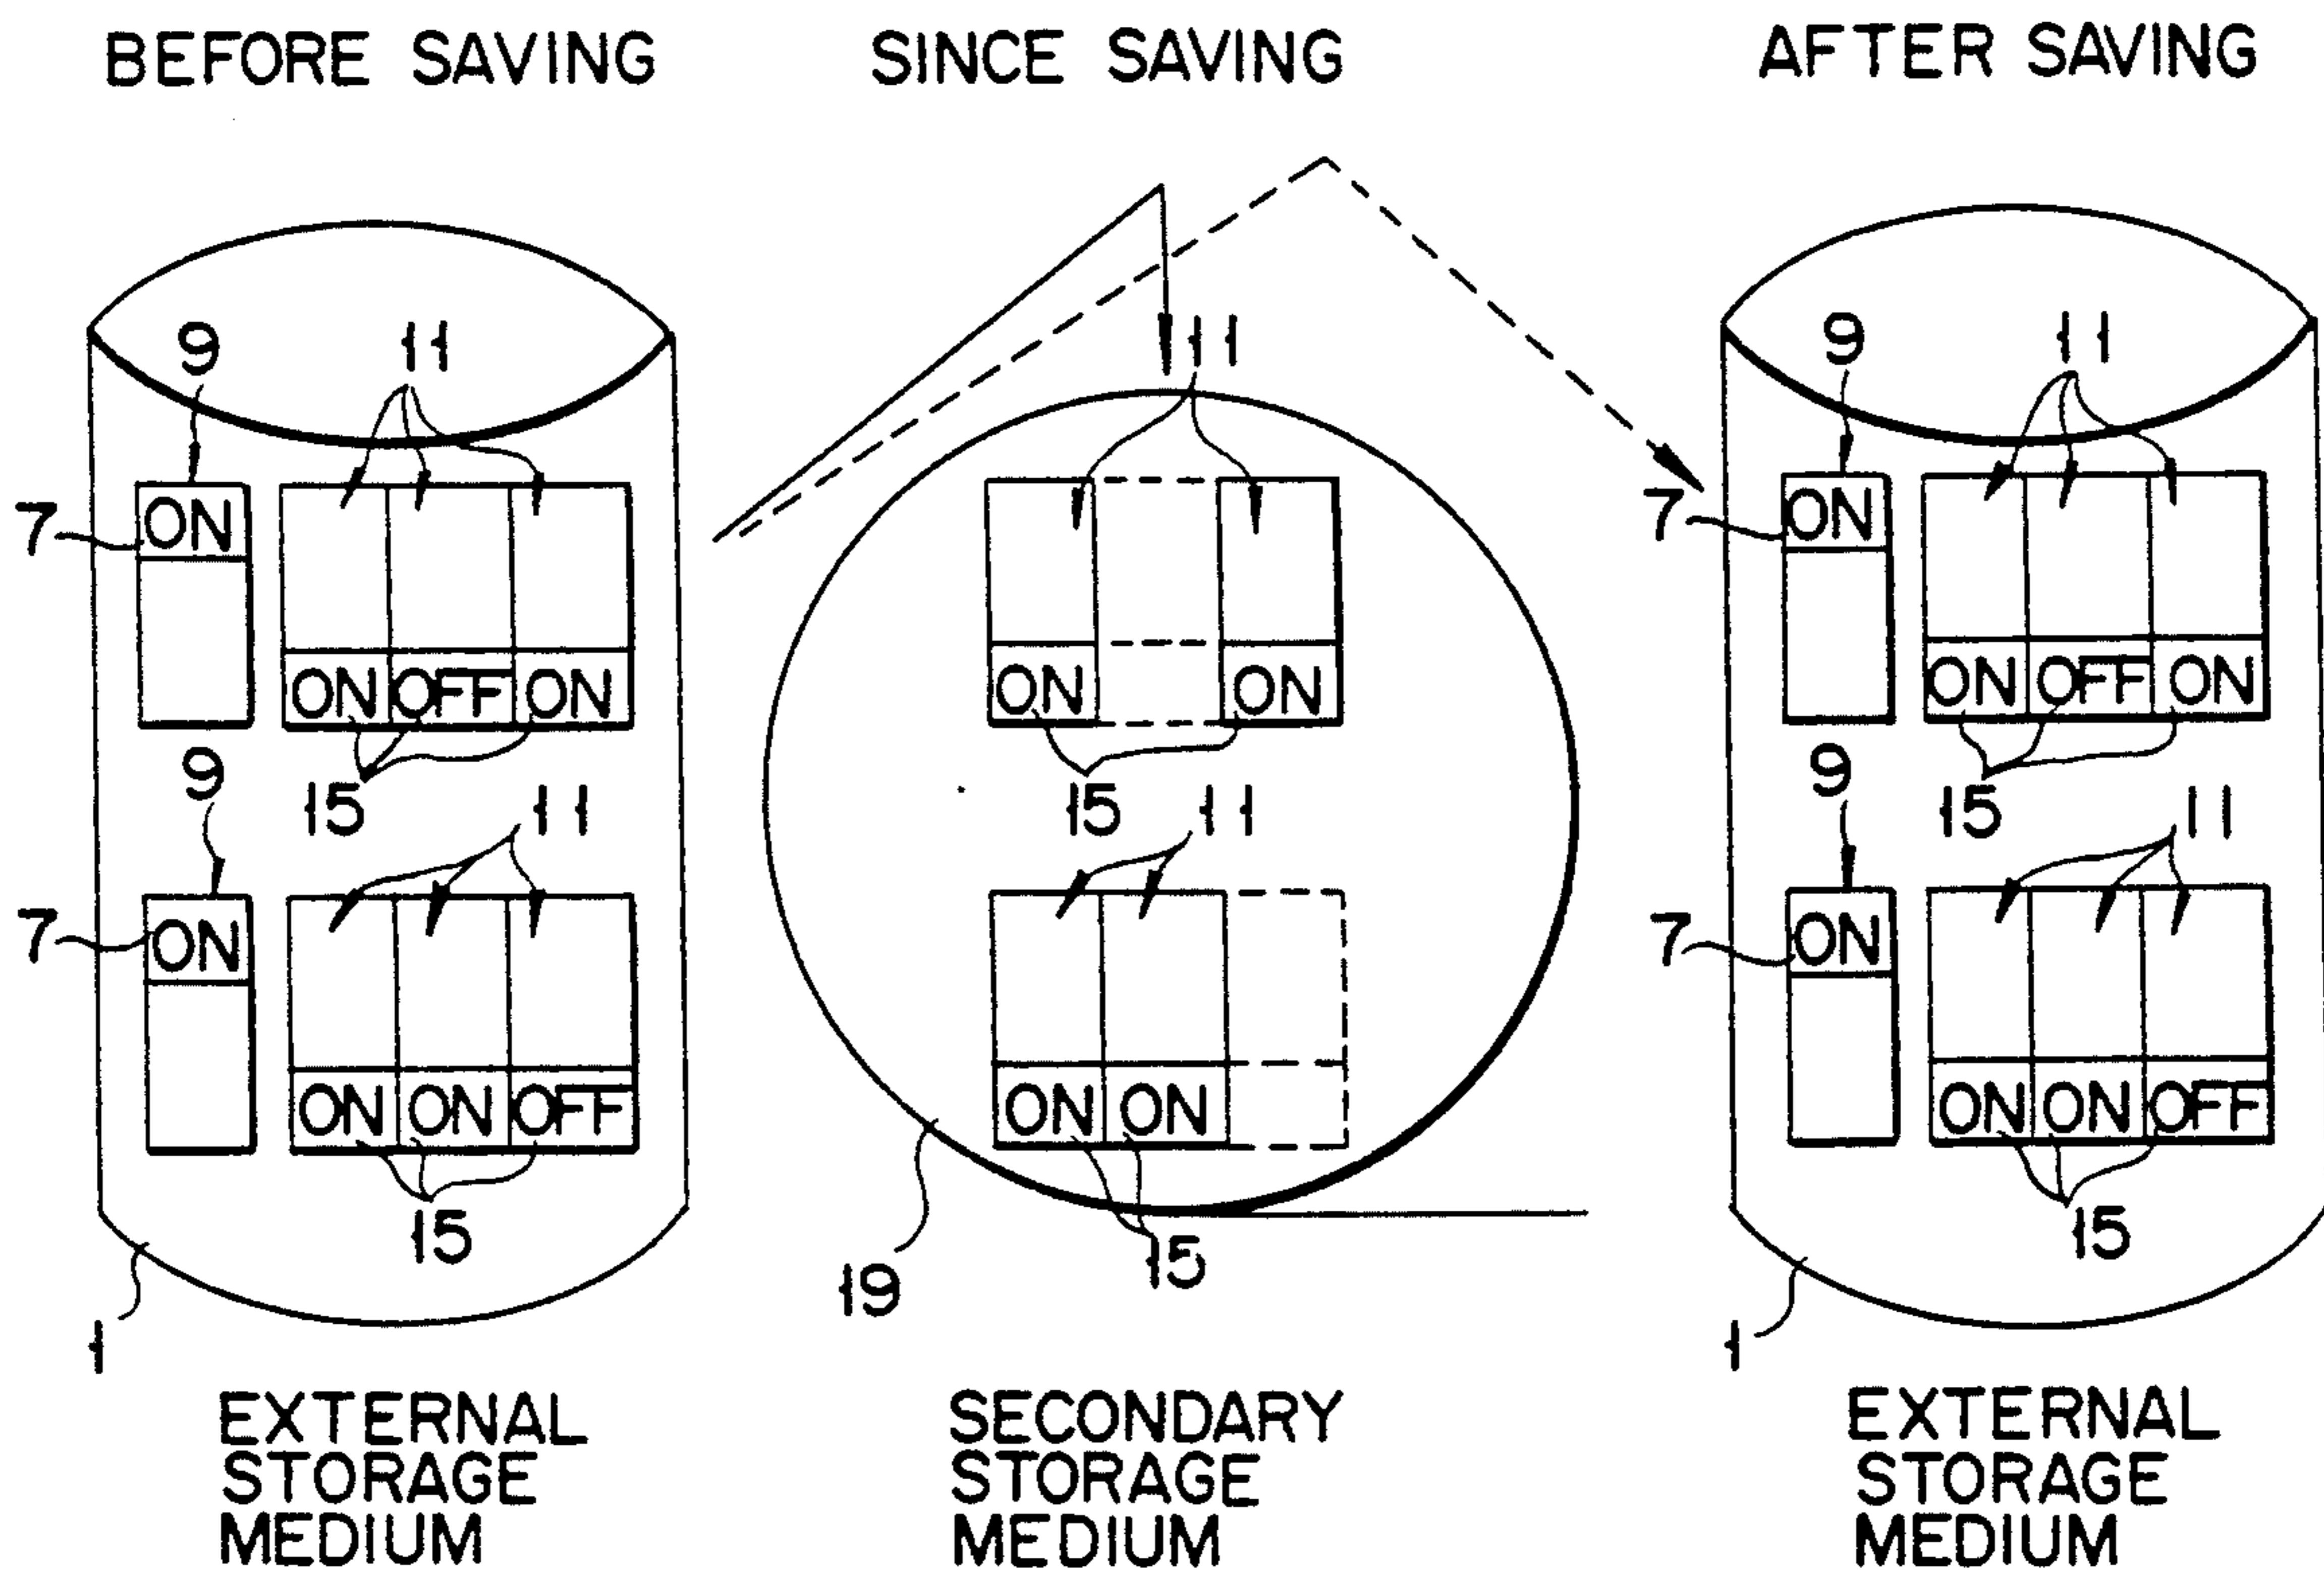 BEFORE SAVING
SINCE SAVING
AFTER SAVING
9 11
11
9 11
7 ON
7 ON
ON OFF ON
ON ON
ON OFF ON
15
15
15
9 11
11
9 11
7 ON
7 ON
ON ON OFF
ON ON
ON ON OFF
15
15
15
1
19
1
EXTERNAL
STORAGE
MEDIUM
SECONDARY
STORAGE
MEDIUM
EXTERNAL
STORAGE
MEDIUM